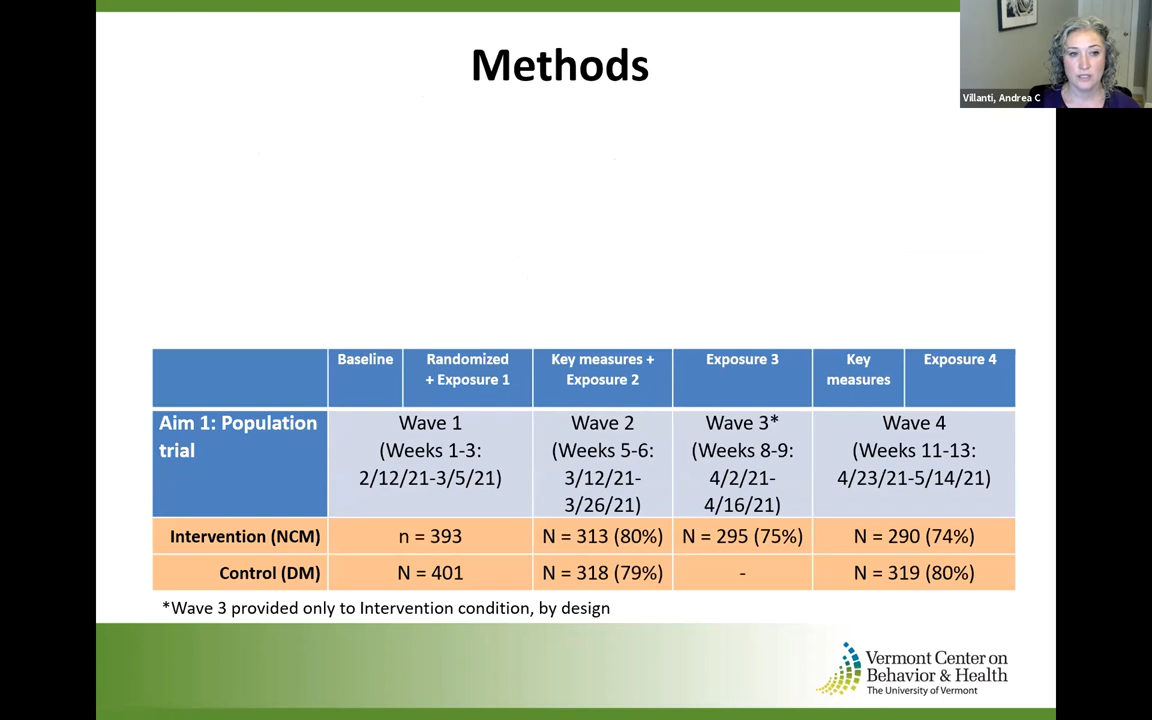 Methods
Villanti, Andrea C
Baseline
Randomized
+ Exposure 1
Key measures +
Exposure 2
Exposure 3
Key
measures
Exposure 4
Aim 1: Population
trial
Wave 1
(Weeks 1-3:
2/12/21-3/5/21)
Wave 2
(Weeks 5-6:
3/12/21-
3/26/21)
Wave 3*
(Weeks 8-9:
4/2/21-
4/16/21)
Wave 4
(Weeks 11-13:
4/23/21-5/14/21)
Intervention (NCM)
n = 393
N = 313 (80%)
N = 295 (75%)
N = 290 (74%)
Control (DM)
N = 401
N = 318 (79%)
-
N = 319 (80%)
*Wave 3 provided only to Intervention condition, by design
Vermont Center on
Behavior & Health
The University of Vermont